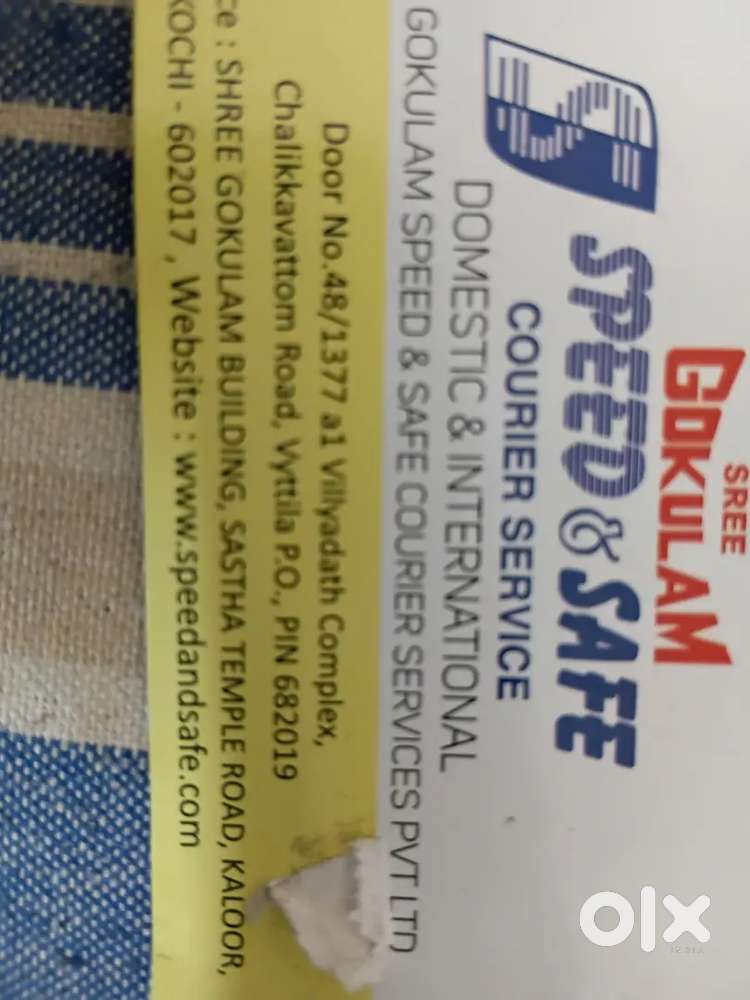 SREE
GOKULAM
SPEED & SAFE
COURIER SERVICE
DOMESTIC & INTERNATIONAL
GOKULAM SPEED & SAFE COURIER SERVICES PVT LTD
Door No.48/1377 a1 Villyadath Complex,
Chalikkavattom Road, Vyttila P.O., PIN 682019
ce : SHREE GOKULAM BUILDING, SASTHA TEMPLE ROAD, KALOOR,
KOCHI - 602017 , Website : www.speedandsafe.com
olx